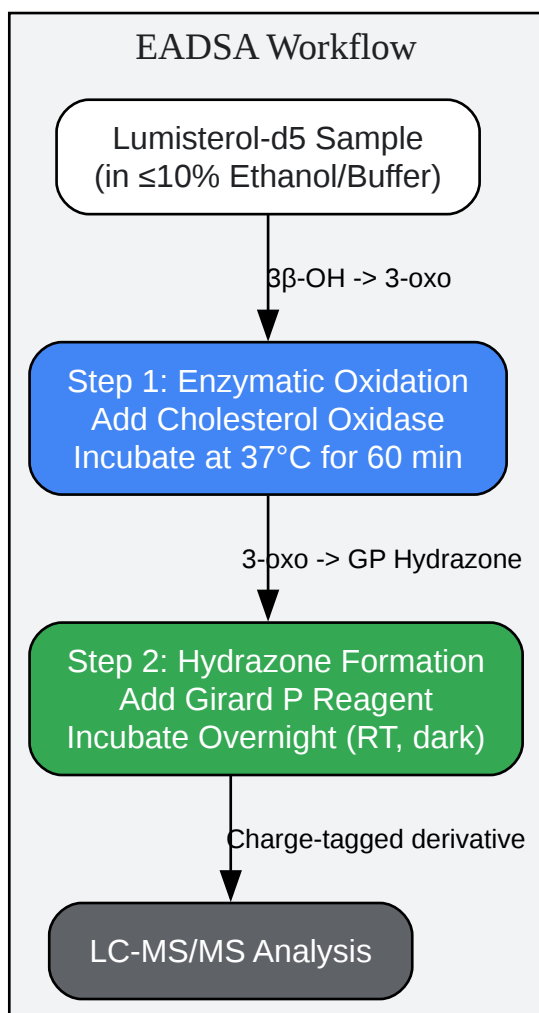 EADSA Workflow
Lumisterol-d5 Sample
(in ≤10% Ethanol/Buffer)
3β-OH -> 3-oxo
Step 1: Enzymatic Oxidation
Add Cholesterol Oxidase
Incubate at 37°C for 60 min
3-oxo -> GP Hydrazone
Step 2: Hydrazone Formation
Add Girard P Reagent
Incubate Overnight (RT, dark)
Charge-tagged derivative
LC-MS/MS Analysis